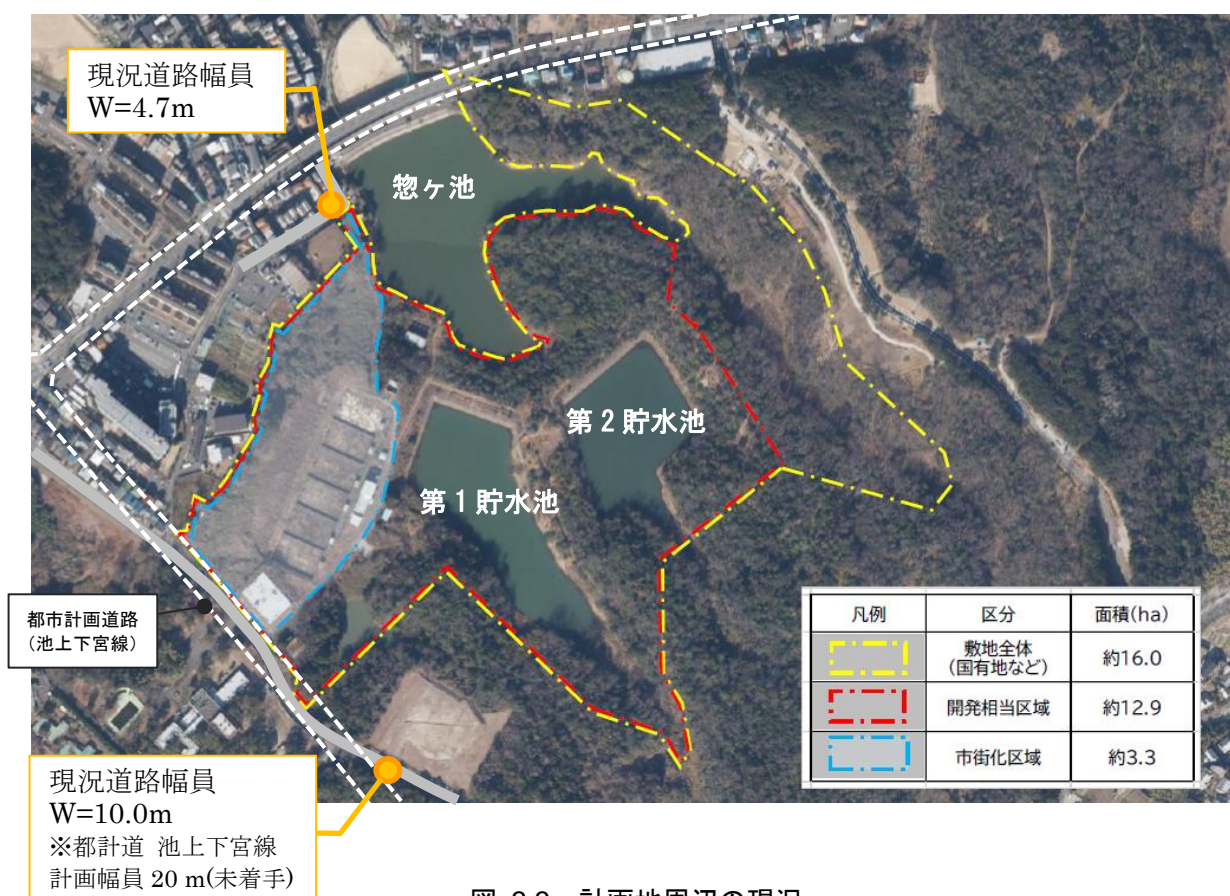 現況道路幅員
W=4.7m
惣ヶ池
第2貯水池
第1貯水池
都市計画道路
(池上下宮線)
凡例 区分 面積(ha)
敷地全体
(国有地など)
約16.0
開発相当区域 約12.9
市街化区域 約3.3
現況道路幅員
W=10.0m
※都計道 池上下宮線
計画幅員 20 m(未着手)